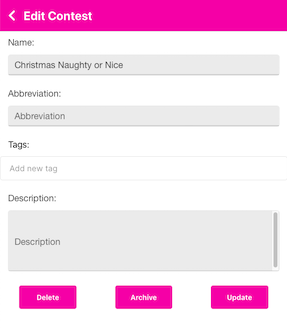 Edit Contest
Name:
Christmas Naughty or Nice
Abbreviation:
Abbreviation
Tags:
Add new tag
Description:
Description
Delete Archive Update